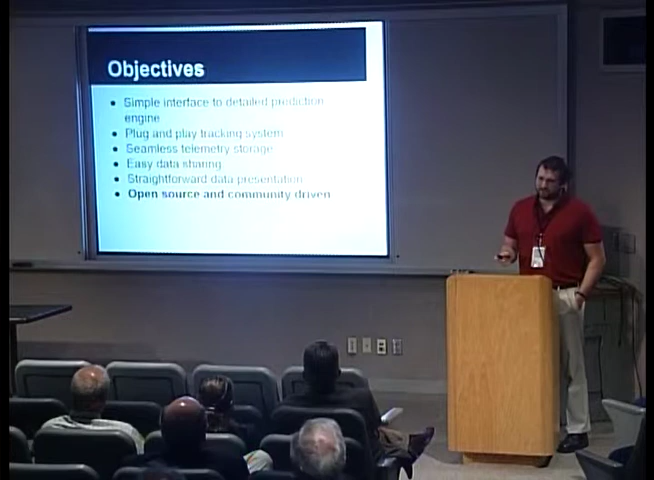 Objectives
• Simple interface to detailed prediction
engine
• Plug and play tracking system
• Seamless telemetry storage
• Easy data sharing
• Straightforward data presentation
• Open source and community driven